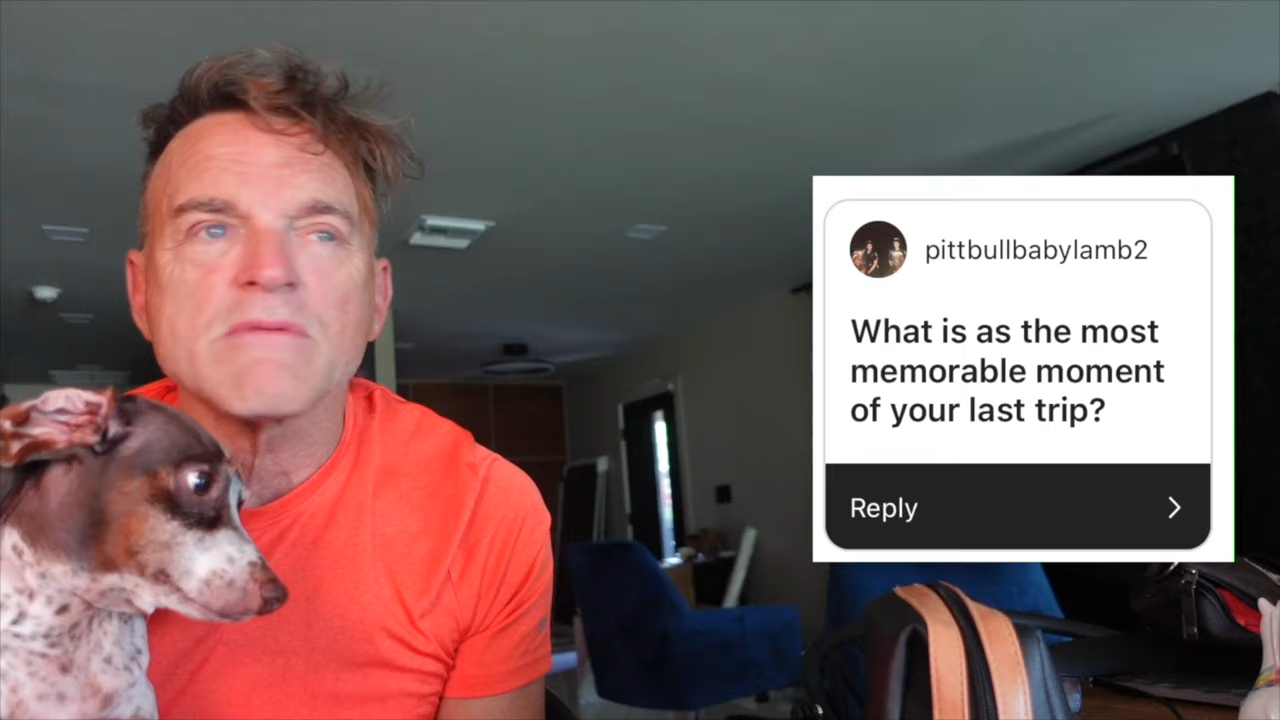 pittbullbabylamb2
What is as the most
memorable moment
of your last trip?
Reply